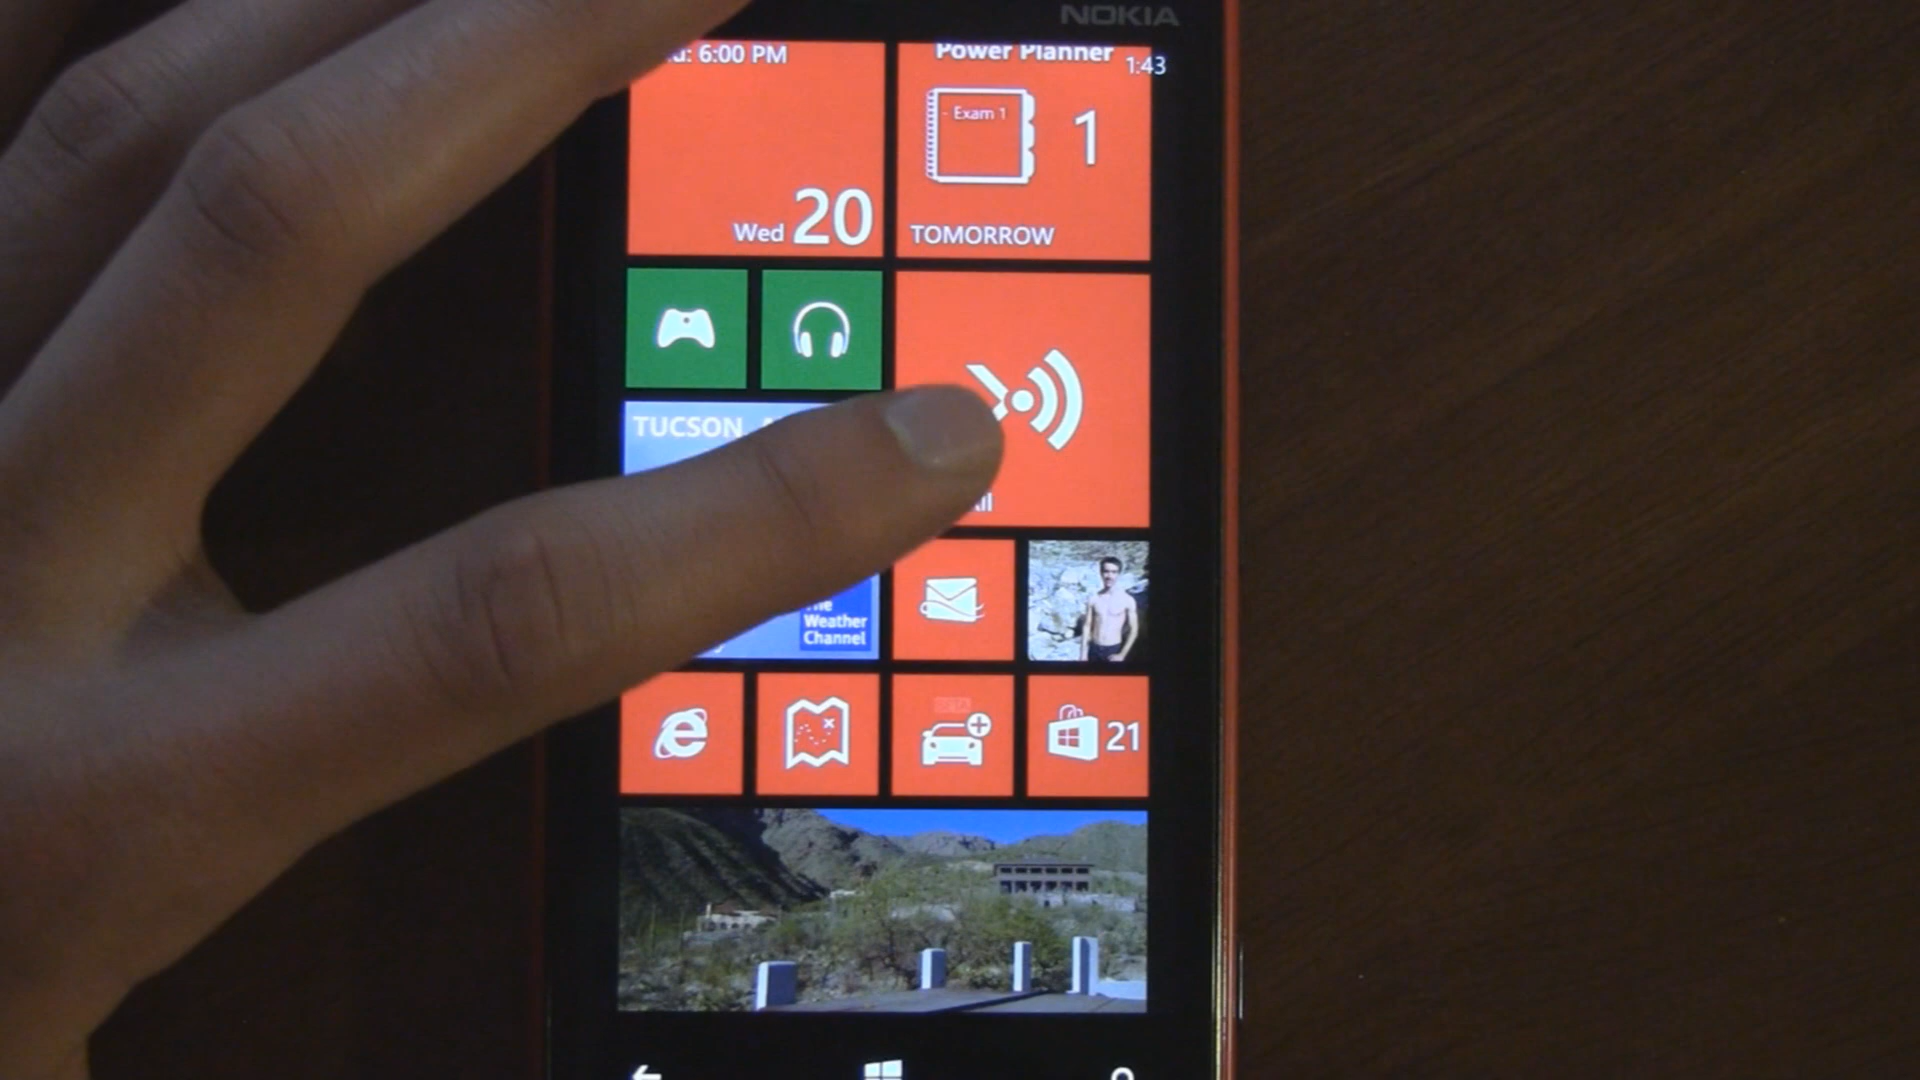 NOKIA
6:00 PM
Power Planner
1:43
- Exam 1
1
Wed 20
TOMORROW
TUCSON
The
Weather
Channel
21